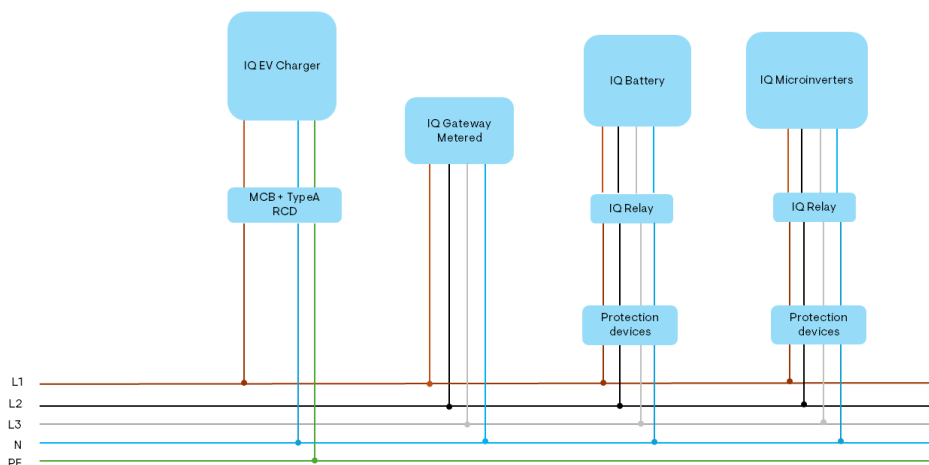 IQ EV Charger
IQ Gateway
Metered
IQ Battery
IQ Microinverters
MCB + TypeA
RCD
IQ Relay
IQ Relay
Protection
devices
Protection
devices
L1
L2
L3
N
PE